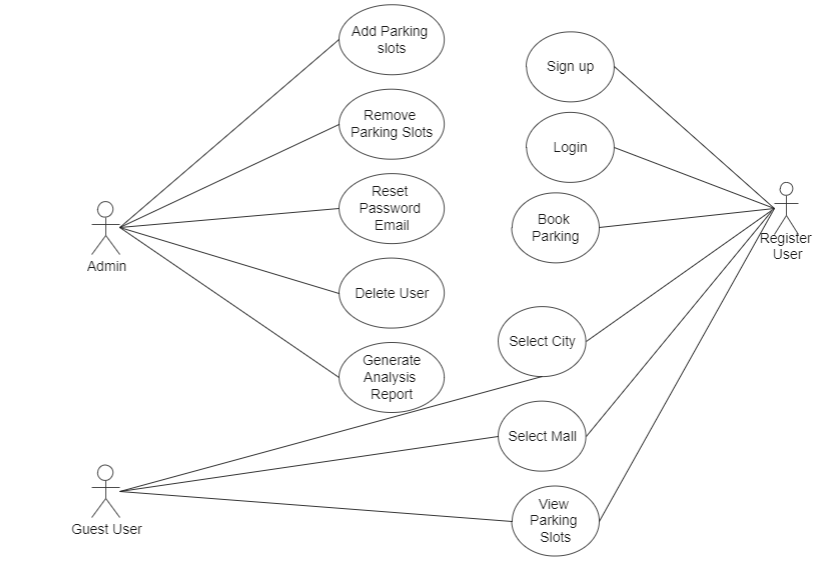 Add Parking
slots
Sign up
Remove
Parking Slots
Login
Reset
Password
Email
Book
Parking
Register
User
Admin
Delete User
Select City
Generate
Analysis
Report
Select Mall
View
Parking
Slots
Guest User